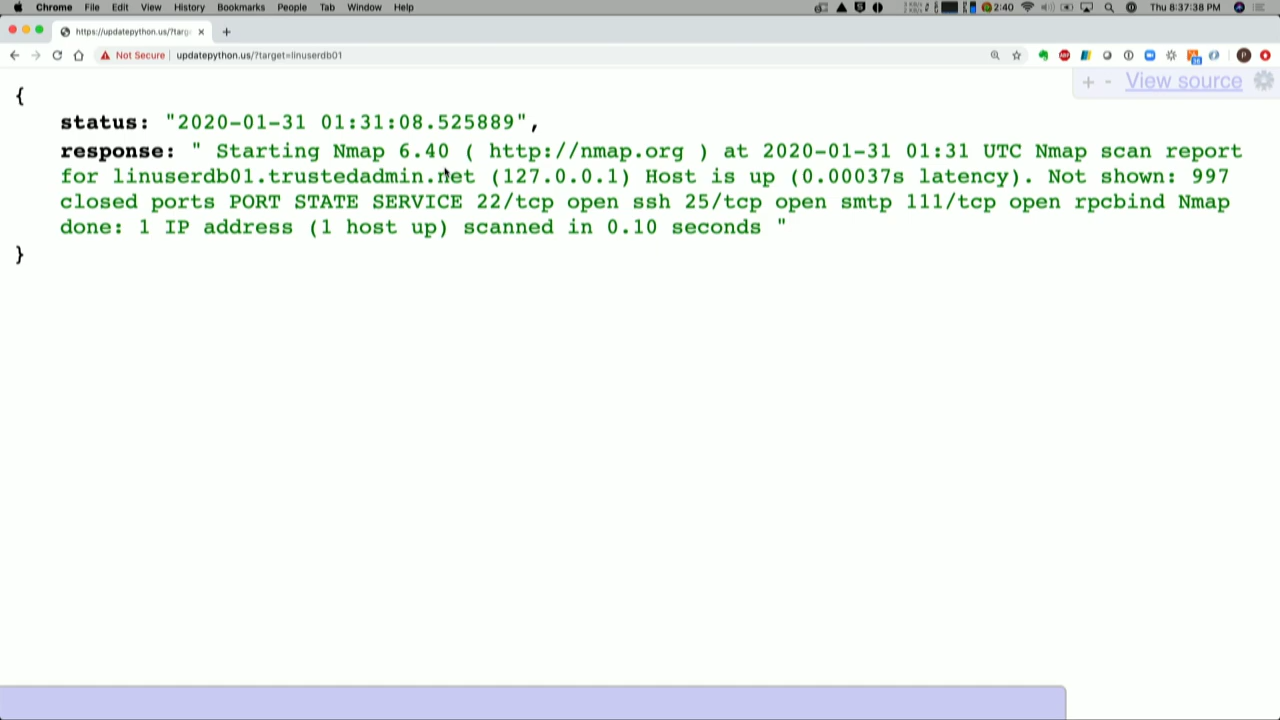 Chrome File Edit View History Bookmarks People Tab Window Help 2:40 Thu 8:37:38 PM
https://updatepython.us/?targ
Not Secure updatepython.us/?target=linuserdb01
+ - View source
{
status: "2020-01-31 01:31:08.525889",
response: " Starting Nmap 6.40 ( http://nmap.org ) at 2020-01-31 01:31 UTC Nmap scan report
for linuserdb01.trustedadmin.net (127.0.0.1) Host is up (0.00037s latency). Not shown: 997
closed ports PORT STATE SERVICE 22/tcp open ssh 25/tcp open smtp 111/tcp open rpcbind Nmap
done: 1 IP address (1 host up) scanned in 0.10 seconds "
}